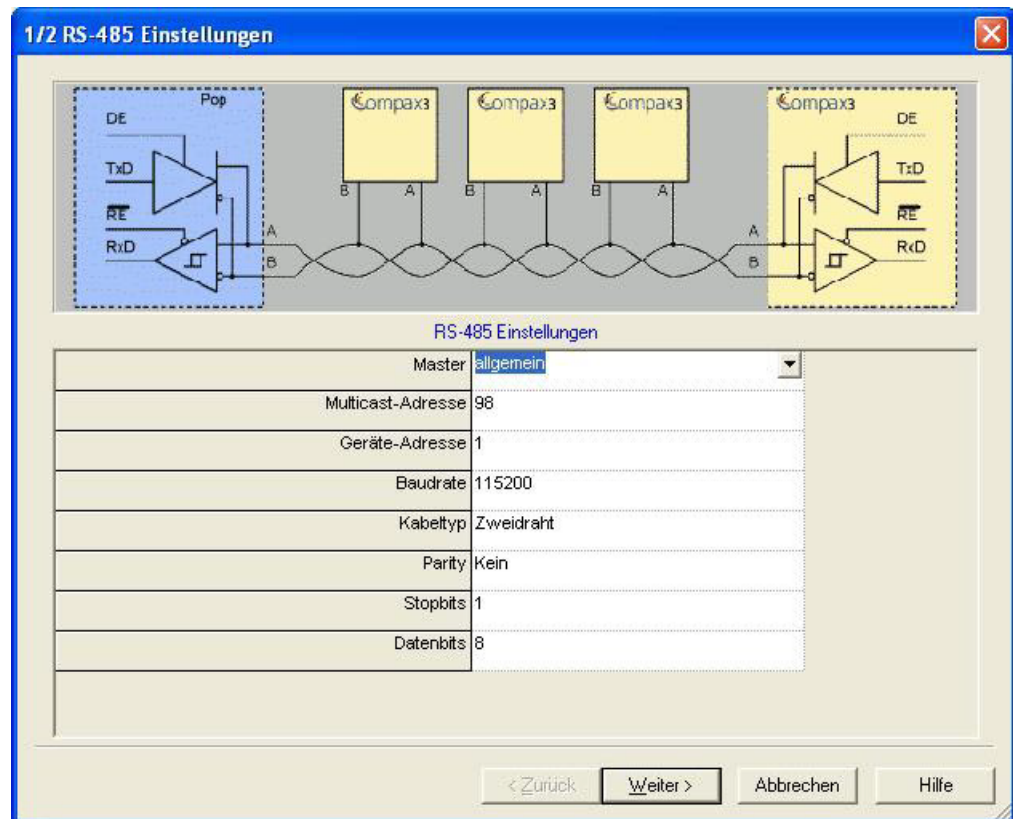 1/2 RS-485 Einstellungen
Pop
DE
TxD
RE
RxD
A
B
Compax3
B A
Compax3
B A
Compax3
B A
Compax3
DE
TxD
RE
RxD
A
B
RS-485 Einstellungen
Master allgemein
Multicast-Adresse 98
Geräte-Adresse 1
Baudrate 115200
Kabeltyp Zweidraht
Parity Kein
Stopbits 1
Datenbits 8
< Zurück Weiter > Abbrechen Hilfe